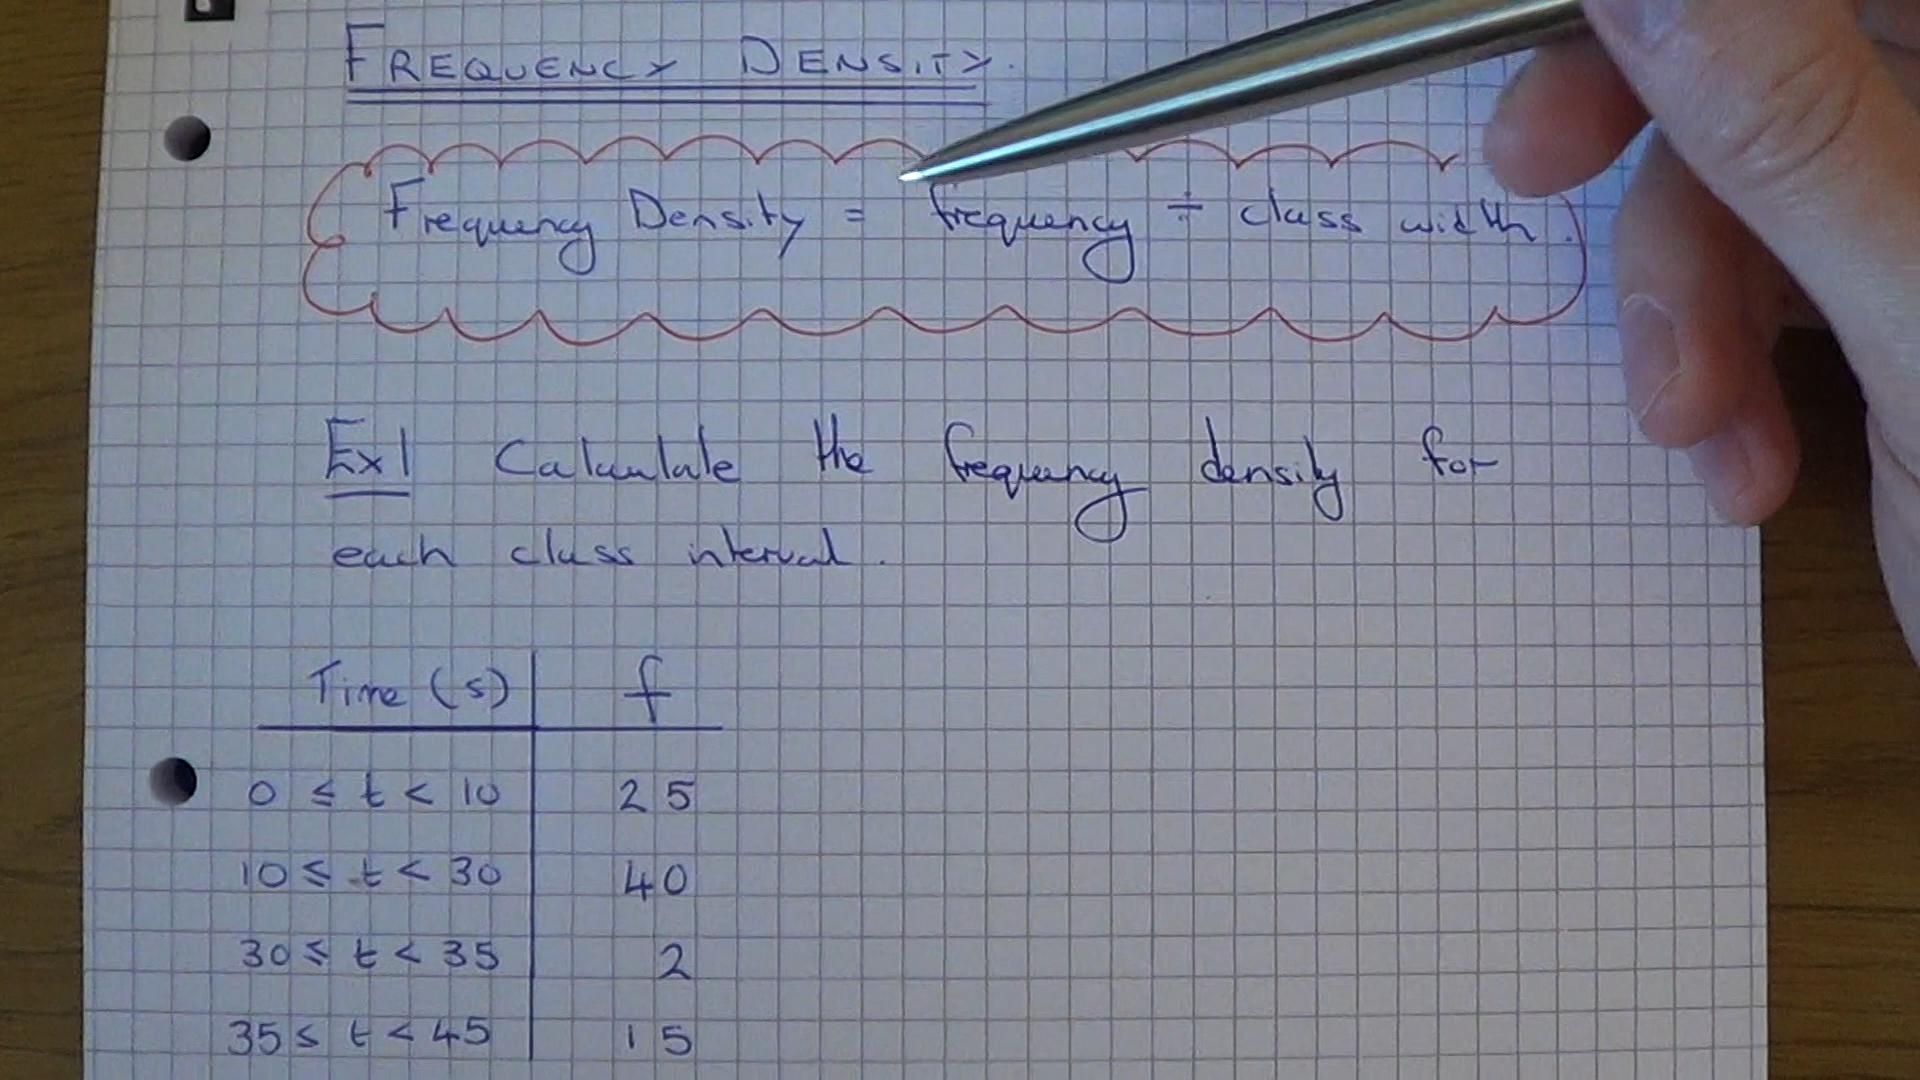 FREQUENCY DENSITY.
Frequency Density = frequency ÷ class width.
Ex1 Calculate the frequency density for
each class interval.
Time (s) f
0 ≤ t < 10 25
10 ≤ t < 30 40
30 ≤ t < 35 2
35 ≤ t < 45 15